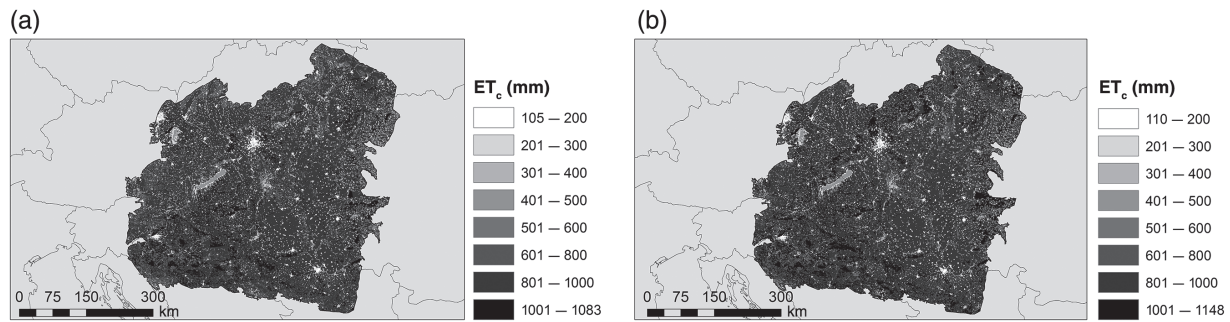 (a)
ETc (mm)
105 — 200
201 — 300
301 — 400
401 — 500
501 — 600
601 — 800
801 — 1000
1001 — 1083
0 75 150 300
km
(b)
ETc (mm)
110 — 200
201 — 300
301 — 400
401 — 500
501 — 600
601 — 800
801 — 1000
1001 — 1148
0 75 150 300
km